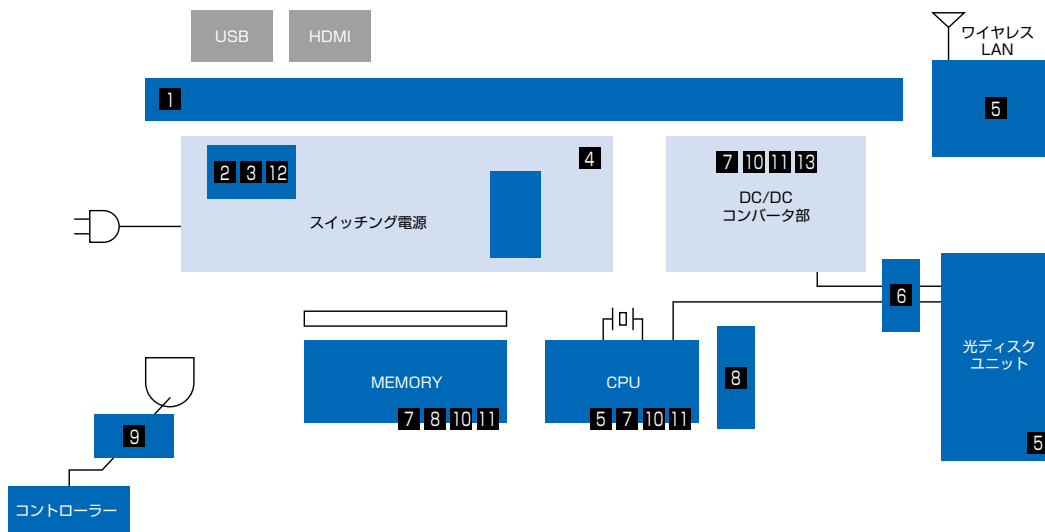 USB
HDMI
ワイヤレス
LAN
1
5
2 3 12
4
7 10 11 13
DC/DC
コンバータ部
スイッチング電源
6
光ディスク
ユニット
5
MEMORY
7 8 10 11
CPU
5 7 10 11
8
9
コントローラー